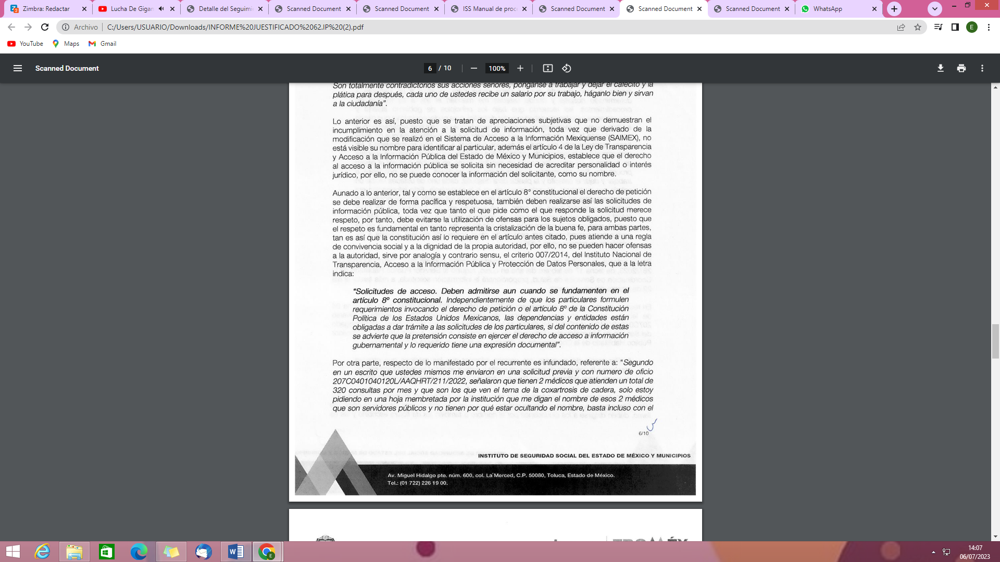 Zimbra: Redactar
Lucha De Gigan
Detalle del Seguimi
Scanned Document
Scanned Document
ISS Manual de proc
Scanned Document
Scanned Document
Scanned Document
WhatsApp
Archivo
C:/Users/USUARIO/Downloads/INFORME%20JUESTIFICADO%2062.IP%20(2).pdf
E
YouTube
Maps
Gmail
Scanned Document
6 / 10
100%
Son totalmente contradictorios sus acciones señores, pónganse a trabajar y dejar el cafecito y la
plática para después, cada uno de ustedes recibe un salario por su trabajo, háganlo bien y sirvan
a la ciudadanía”.
Lo anterior es así, puesto que se tratan de apreciaciones subjetivas que no demuestran el
incumplimiento en la atención a la solicitud de información, toda vez que derivado de la
modificación que se realizó en el Sistema de Acceso a la Información Mexiquense (SAIMEX), no
está visible su nombre para identificar al particular, además el artículo 4 de la Ley de Transparencia
y Acceso a la Información Pública del Estado de México y Municipios, establece que el derecho
al acceso a la información pública se solicita sin necesidad de acreditar personalidad o interés
jurídico, por ello, no se puede conocer la información del solicitante, como su nombre.
Aunado a lo anterior, tal y como se establece en el artículo 8° constitucional el derecho de petición
se debe realizar de forma pacífica y respetuosa, también deben realizarse así las solicitudes de
información pública, toda vez que tanto el que pide como el que responde la solicitud merece
respeto, por tanto, debe evitarse la utilización de ofensas para los sujetos obligados, puesto que
el respeto es fundamental en tanto representa la cristalización de la buena fe, para ambas partes,
tan es así que la constitución así lo requiere en el artículo antes citado, pues atiende a una regla
de convivencia social y a la dignidad de la propia autoridad, por ello, no se pueden hacer ofensas
a la autoridad, sirve por analogía y contrario sensu, el criterio 007/2014, del Instituto Nacional de
Transparencia, Acceso a la Información Pública y Protección de Datos Personales, que a la letra
indica:
“Solicitudes de acceso. Deben admitirse aun cuando se fundamenten en el
artículo 8º constitucional. Independientemente de que los particulares formulen
requerimientos invocando el derecho de petición o el artículo 8º de la Constitución
Política de los Estados Unidos Mexicanos, las dependencias y entidades están
obligadas a dar trámite a las solicitudes de los particulares, si del contenido de estas
se advierte que la pretensión consiste en ejercer el derecho de acceso a información
gubernamental y lo requerido tiene una expresión documental”.
Por otra parte, respecto de lo manifestado por el recurrente es infundado, referente a: “Segundo
en un escrito que ustedes mismos me enviaron en una solicitud previa y con numero de oficio
207C0401040120L/AAQHRT/211/2022, señalaron que tienen 2 médicos que atienden un total de
320 consultas por mes y que son los que ven el tema de la coxartrosis de cadera, solo estoy
pidiendo en una hoja membretada por la institución que me digan el nombre de esos 2 médicos
que son servidores públicos y no tienen por qué estar ocultando el nombre, basta incluso con el
6/10
INSTITUTO DE SEGURIDAD SOCIAL DEL ESTADO DE MÉXICO Y MUNICIPIOS
Av. Miguel Hidalgo pte. núm. 600, col. La Merced, C.P. 50080, Toluca, Estado de México.
Tel.: (01 722) 226 19 00.
14:07
06/07/2023